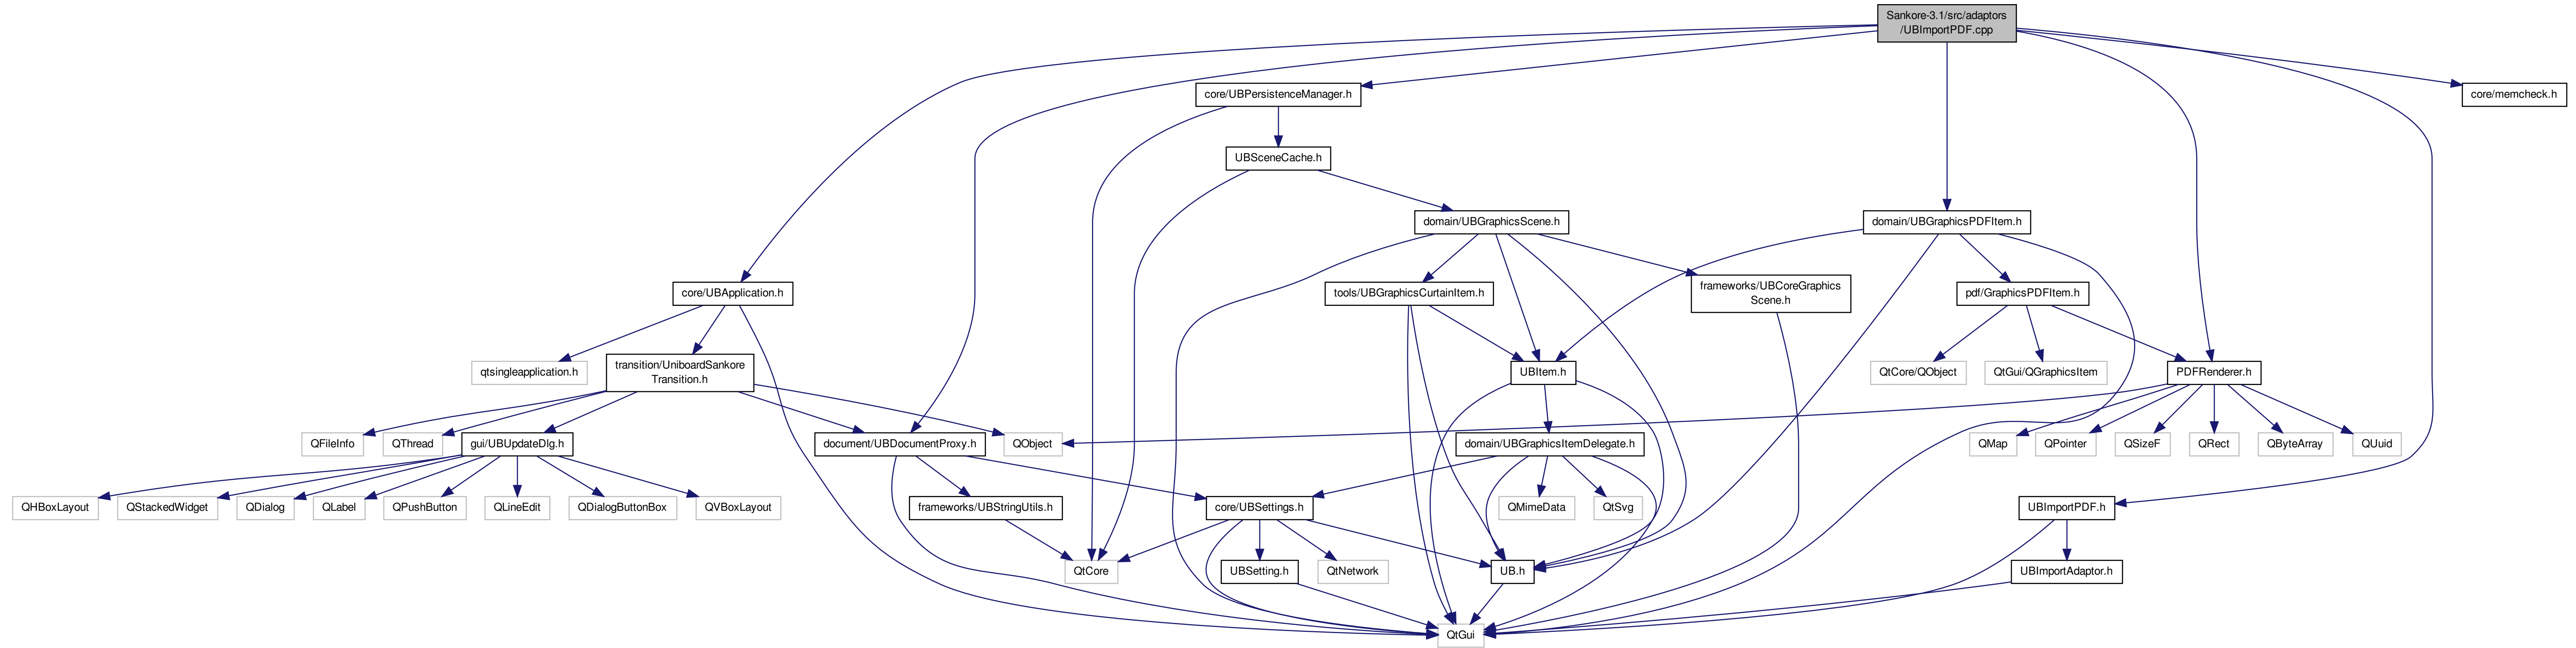 Sankore-3.1/src/adaptors
/UBImportPDF.cpp
core/UBPersistenceManager.h
core/memcheck.h
UBSceneCache.h
domain/UBGraphicsScene.h
domain/UBGraphicsPDFItem.h
core/UBApplication.h
tools/UBGraphicsCurtainItem.h
frameworks/UBCoreGraphics
Scene.h
pdf/GraphicsPDFItem.h
qtsingleapplication.h
transition/UniboardSankore
Transition.h
UBItem.h
QtCore/QObject
QtGui/QGraphicsItem
PDFRenderer.h
QFileInfo
QThread
gui/UBUpdateDlg.h
document/UBDocumentProxy.h
QObject
domain/UBGraphicsItemDelegate.h
QMap
QPointer
QSizeF
QRect
QByteArray
QUuid
QHBoxLayout
QStackedWidget
QDialog
QLabel
QPushButton
QLineEdit
QDialogButtonBox
QVBoxLayout
frameworks/UBStringUtils.h
core/UBSettings.h
QMimeData
QtSvg
UBImportPDF.h
QtCore
UBSetting.h
QtNetwork
UB.h
UBImportAdaptor.h
QtGui